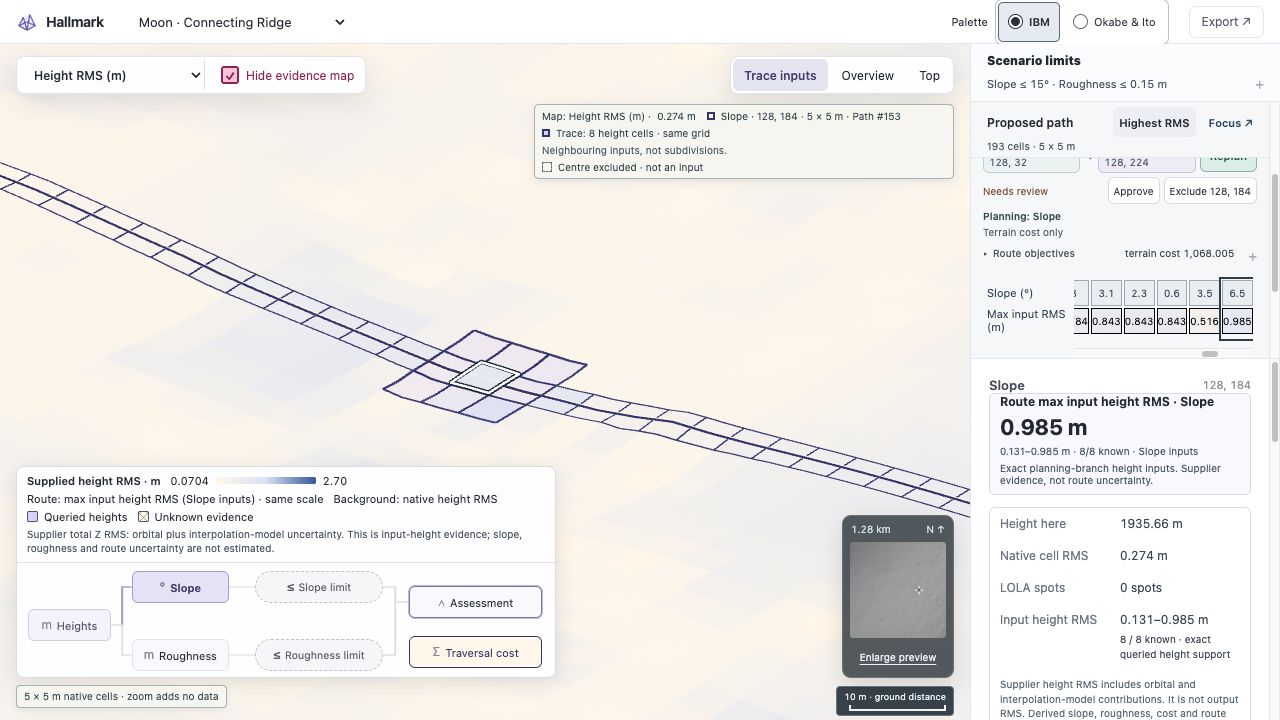 Hallmark
Moon · Connecting Ridge
Palette
IBM
Okabe & Ito
Export ↗
Height RMS (m)
Hide evidence map
Trace inputs
Overview
Top
Map: Height RMS (m) · 0.274 m
Slope · 128, 184 · 5 × 5 m · Path #153
Trace: 8 height cells · same grid
Neighbouring inputs, not subdivisions.
Centre excluded · not an input
Supplied height RMS · m 0.0704 2.70
Route: max input height RMS (Slope inputs) · same scale Background: native height RMS
Queried heights
Unknown evidence
Supplier total Z RMS: orbital plus interpolation-model uncertainty. This is input-height evidence; slope,
roughness and route uncertainty are not estimated.
m Heights
° Slope
≤ Slope limit
∧ Assessment
m Roughness
≤ Roughness limit
Σ Traversal cost
5 × 5 m native cells · zoom adds no data
1.28 km N ↑
Enlarge preview
10 m · ground distance
Scenario limits
Slope ≤ 15° · Roughness ≤ 0.15 m +
Proposed path
Highest RMS
Focus ↗
193 cells · 5 × 5 m
128, 32
128, 224
Replan
Needs review
Approve
Exclude 128, 184
Planning: Slope
Terrain cost only
▸ Route objectives terrain cost 1,068.005 +
Slope (°) 3.1 2.3 0.6 3.5 6.5
Max input RMS (m) 84 0.843 0.843 0.843 0.516 0.985
Slope 128, 184
Route max input height RMS · Slope
0.985 m
0.131–0.985 m · 8/8 known · Slope inputs
Exact planning-branch height inputs. Supplier
evidence, not route uncertainty.
Height here 1935.66 m
Native cell RMS 0.274 m
LOLA spots 0 spots
Input height RMS 0.131–0.985 m
8 / 8 known · exact
queried height support
Supplier height RMS includes orbital and
interpolation-model contributions. It is not output
RMS. Derived slope, roughness, cost and route